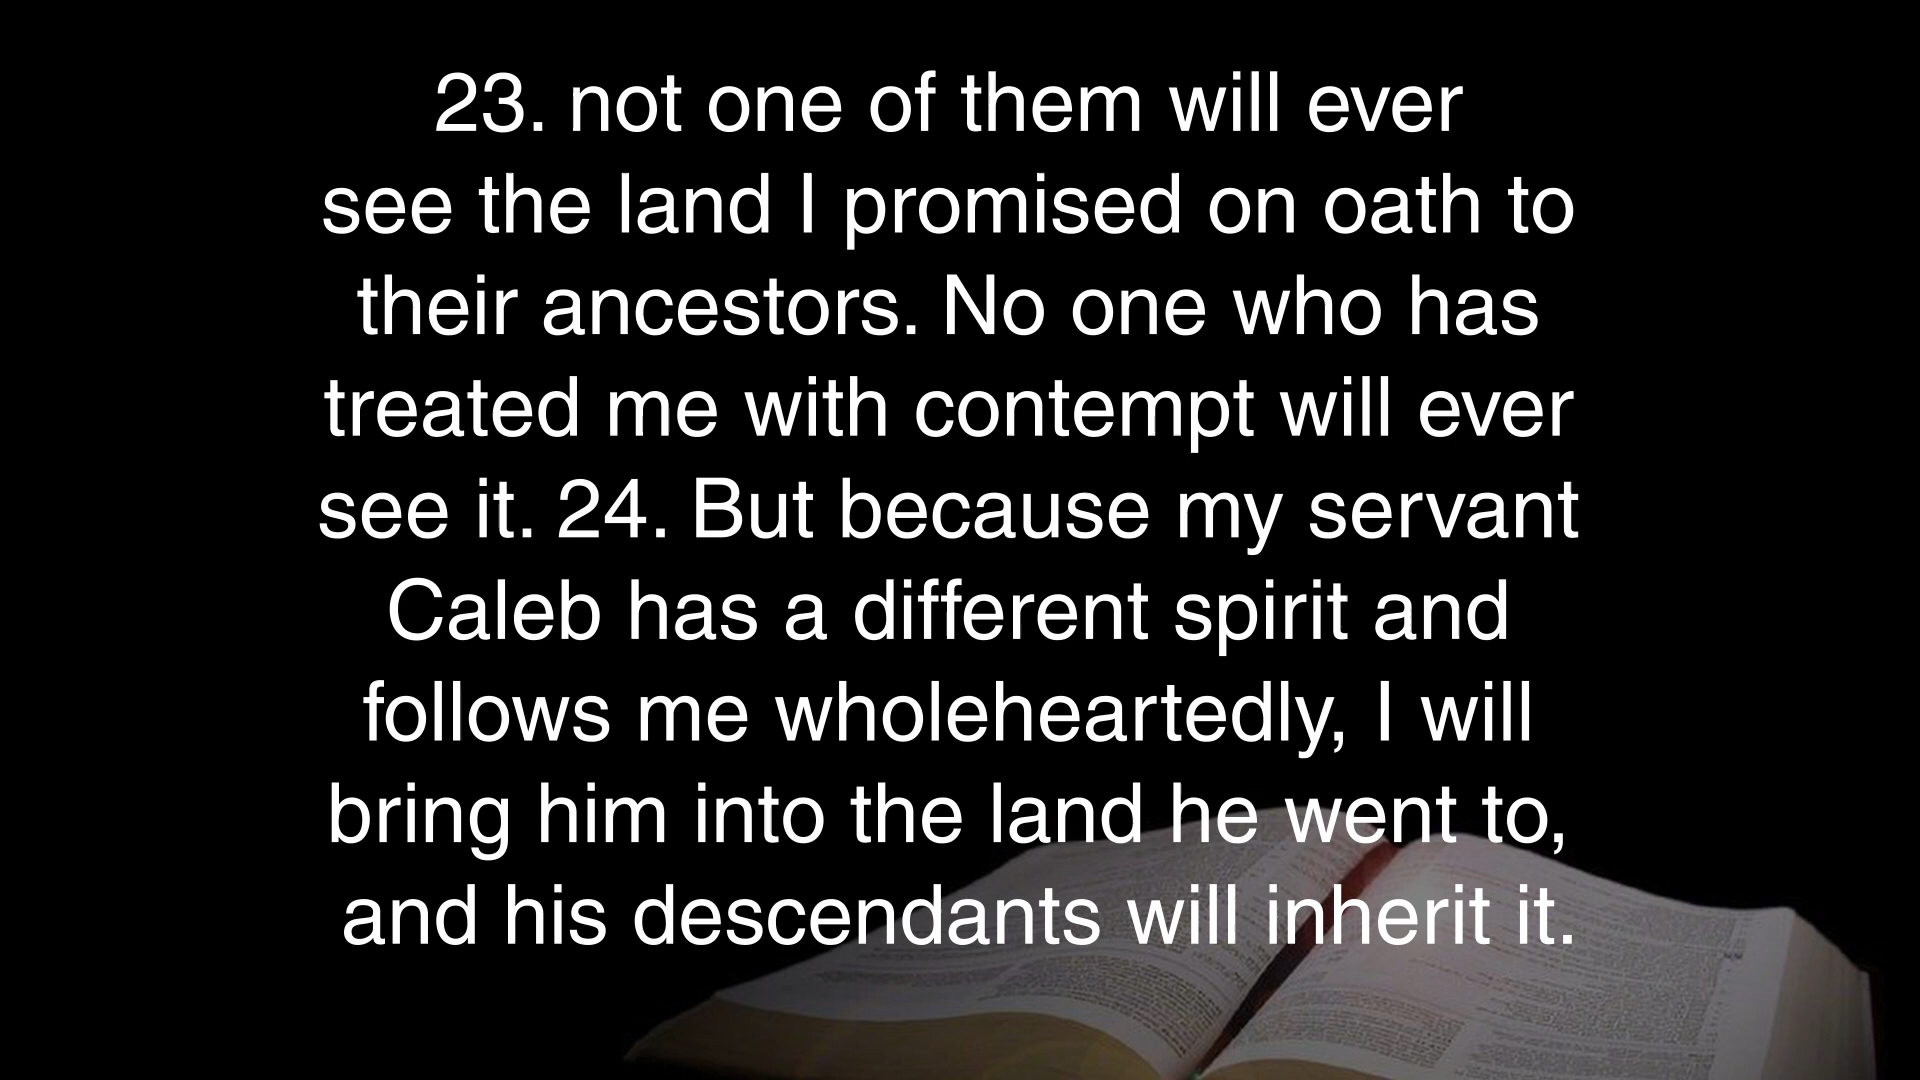 23. not one of them will ever
see the land I promised on oath to
their ancestors. No one who has
treated me with contempt will ever
see it. 24. But because my servant
Caleb has a different spirit and
follows me wholeheartedly, I will
bring him into the land he went to,
and his descendants will inherit it.